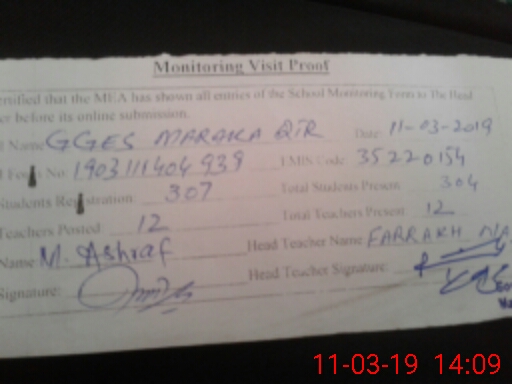 Monitoring Visit Proof
ertified that the MEA has shown all entries of the School Monitoring Form to The Head
er before its online submission.
Name GGES MARAKA QTR Date: 11-03-2019
No: 1903111404939 EMIS Code: 35220154
Students Registration: 307 Total Students Present: 304
Teachers Posted: 12 Total Teachers Present: 12
Name: M. Ashraf Head Teacher Name: FARRAKH
Signature: Head Teacher Signature:
11-03-19 14:09